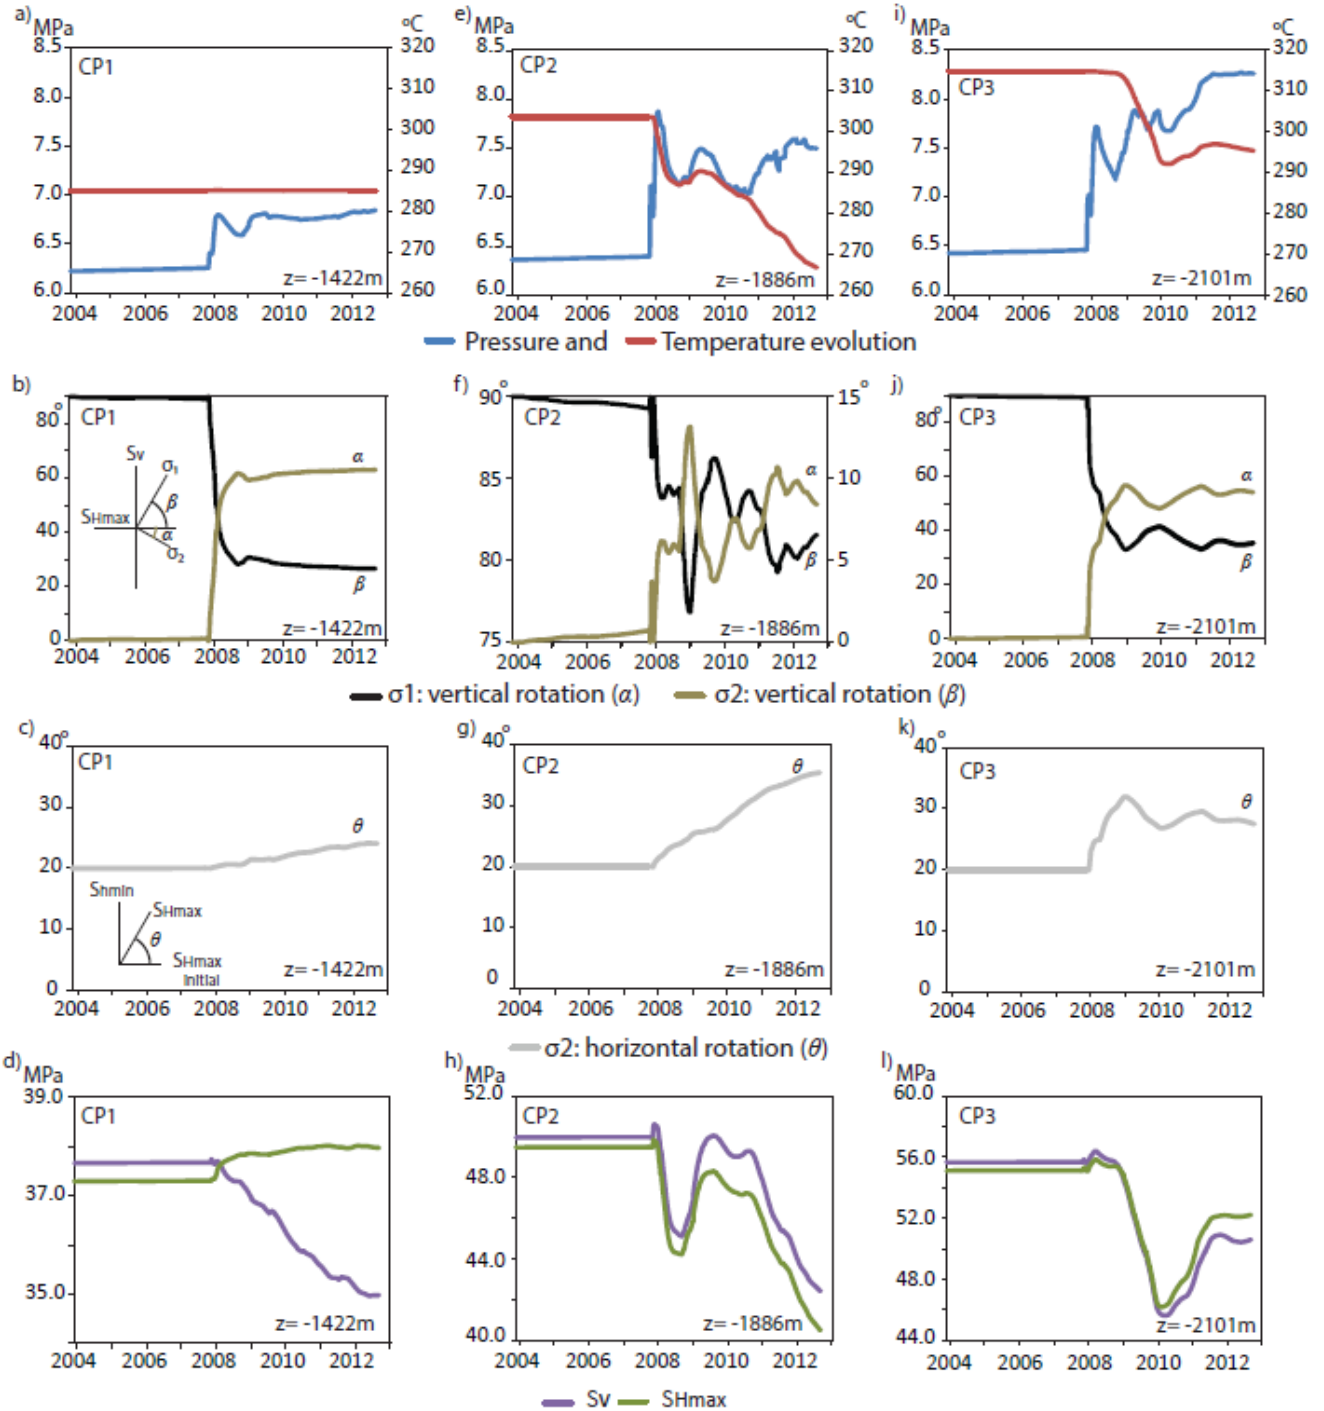 a) MPa ºC e) MPa ºC i) MPa ºC
8.5 320 8.5 320 8.5 320
CP1 CP2 CP3
310 310 310
8.0 8.0 8.0
300 300 300
7.5 7.5 7.5
290 290 290
7.0 7.0 7.0
280 280 280
6.5 6.5 6.5
270 270 270
z= -1422m z= -1886m z= -2101m
6.0 260 6.0 260 6.0 260
2004 2006 2008 2010 2012 2004 2006 2008 2010 2012 2004 2006 2008 2010 2012
Pressure and Temperature evolution
b) f) 90º 15º j)
80º CP1 CP2 80º CP3
Sv σ1 α α α
60 85 10 60
SHmax β
40 α 40
σ2 80 5 β β
20 β 20
z= -1422m z= -1886m z= -2101m
0 75 0 0
2004 2006 2008 2010 2012 2004 2006 2008 2010 2012 2004 2006 2008 2010 2012
σ1: vertical rotation (α) σ2: vertical rotation (β)
c) 40º g) 40º k) 40º
CP1 CP2 CP3
θ θ θ
30 30 30
20 20 20
Shmin SHmax
10 θ 10 10
SHmax
Initial
z= -1422m z= -1886m z= -2101m
0 0 0
2004 2006 2008 2010 2012 2004 2006 2008 2010 2012 2004 2006 2008 2010 2012
σ2: horizontal rotation (θ)
d) MPa h) MPa l) MPa
39.0 52.0 60.0
CP1 CP2 CP3
56.0
37.0 48.0
52.0
44.0
35.0 48.0
z= -1422m z= -1886m z= -2101m
40.0 44.0
2004 2006 2008 2010 2012 2004 2006 2008 2010 2012 2004 2006 2008 2010 2012
Sv SHmax